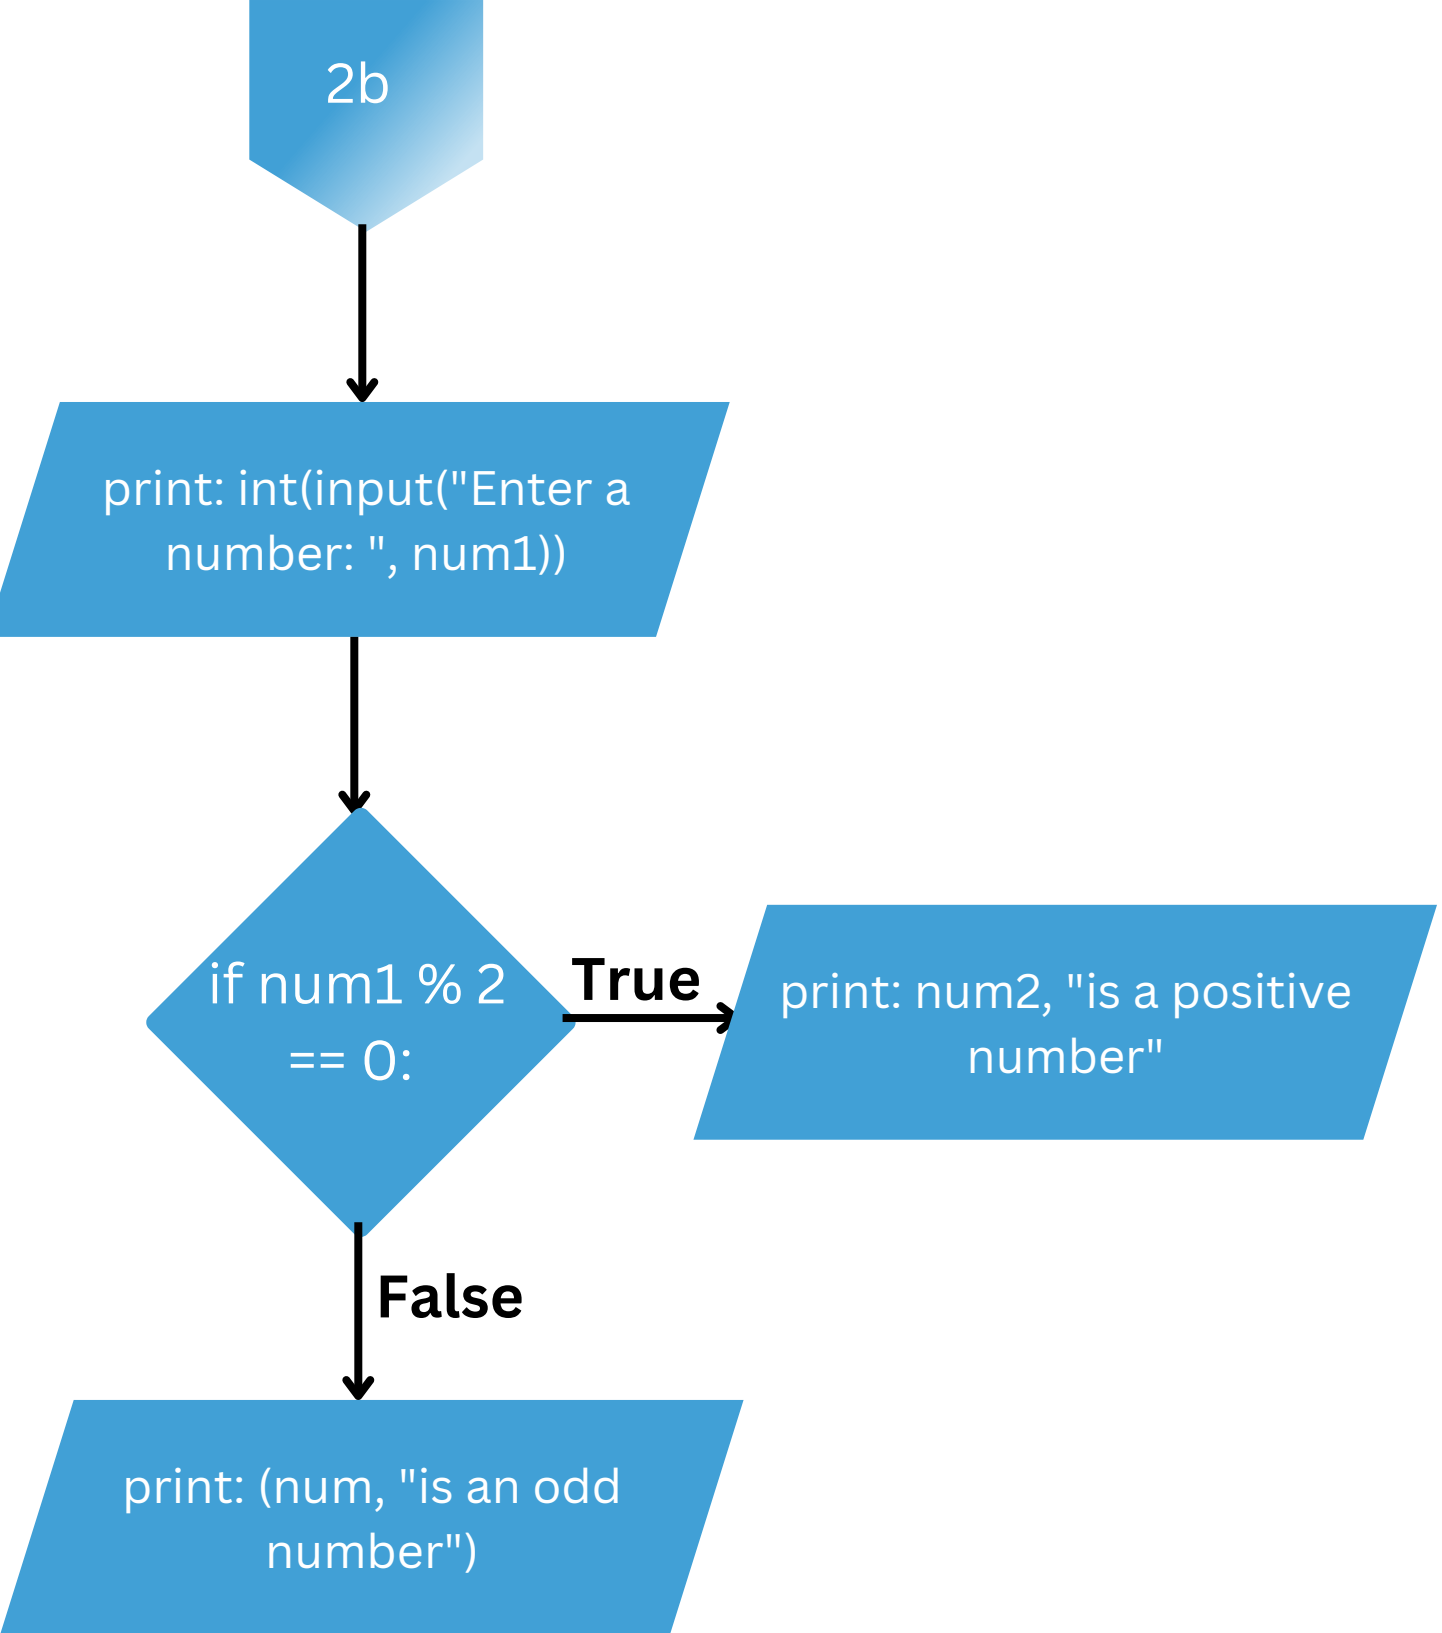 2b
print: int(input("Enter a
number: ", num1))
if num1 % 2
== 0:
True
print: num2, "is a positive
number"
False
print: (num, "is an odd
number")